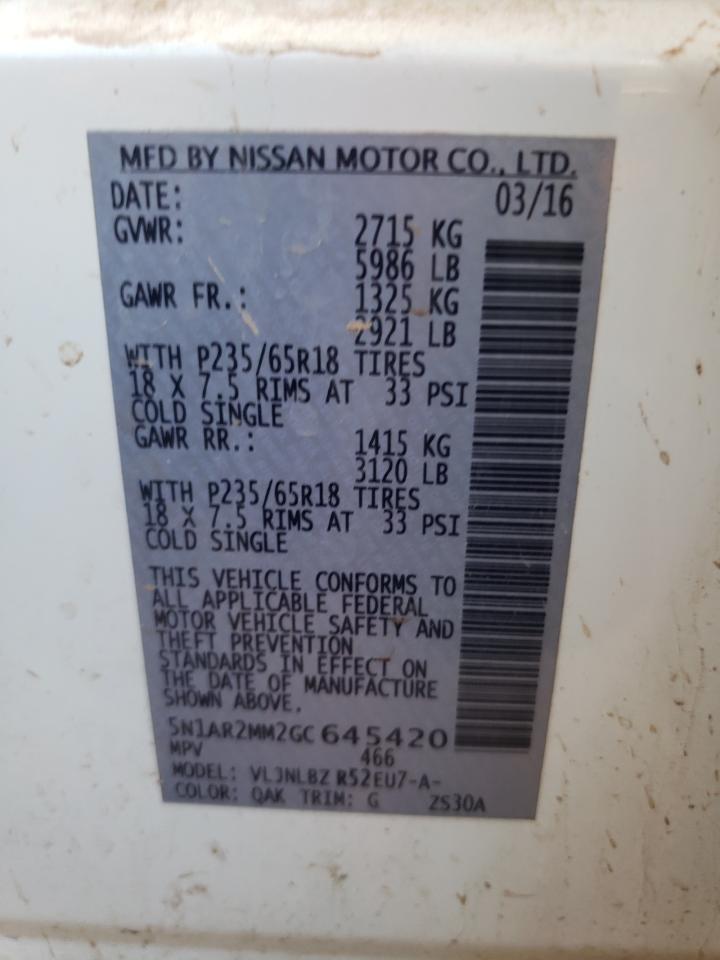 MFD BY NISSAN MOTOR CO., LTD.
DATE: 03/16
GVWR: 2715 KG
5986 LB
GAWR FR.: 1325 KG
2921 LB
WITH P235/65R18 TIRES
18 X 7.5 RIMS AT 33 PSI
COLD SINGLE
GAWR RR.: 1415 KG
3120 LB
WITH P235/65R18 TIRES
18 X 7.5 RIMS AT 33 PSI
COLD SINGLE
THIS VEHICLE CONFORMS TO
ALL APPLICABLE FEDERAL
MOTOR VEHICLE SAFETY AND
THEFT PREVENTION
STANDARDS IN EFFECT ON
THE DATE OF MANUFACTURE
SHOWN ABOVE.
5N1AR2MM2GC645420
MPV 466
MODEL: VLJNLBZ R52EU7-A-
COLOR: QAK TRIM: G ZS30A